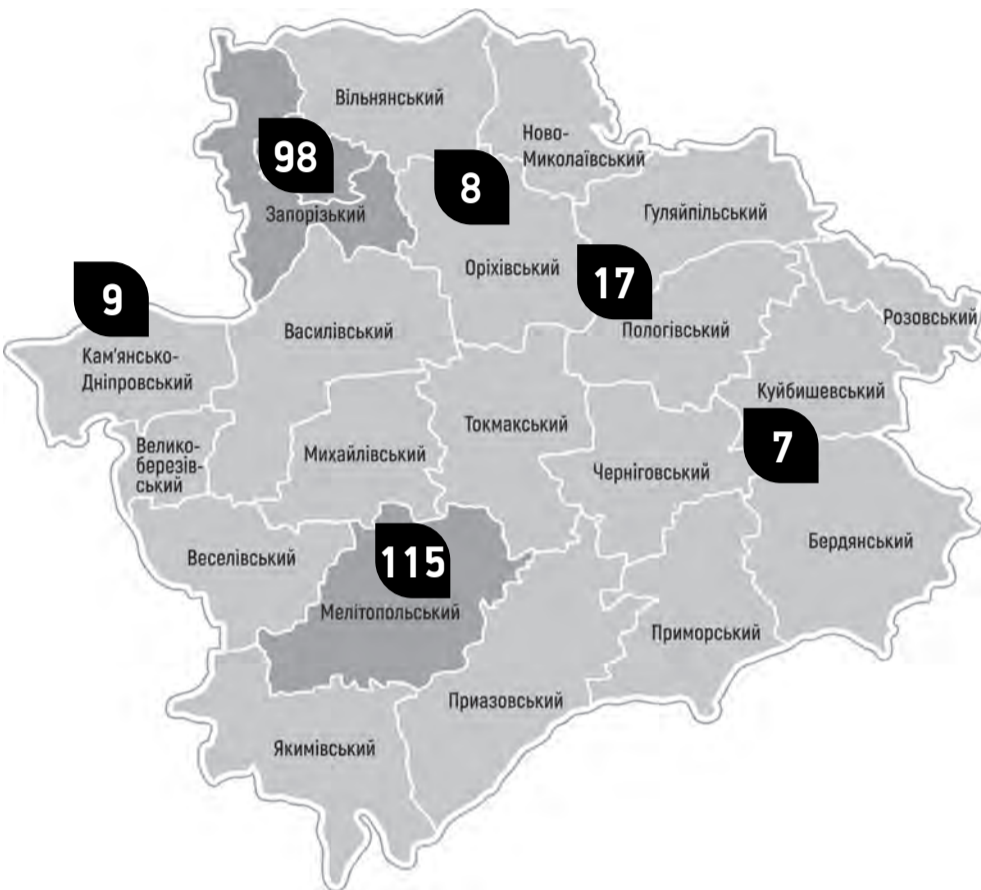 Вільнянський
Ново-
Миколаївський
98
8
Запорізький
Гуляйпільський
Оріхівський
17
9
Василівський
Пологівський
Розовський
Кам'янсько-
Дніпровський
Куйбишевський
Токмакський
7
Велико-
березів-
ський
Михайлівський
Черніговський
Веселівський
115
Бердянський
Мелітопольський
Приморський
Приазовський
Якимівський